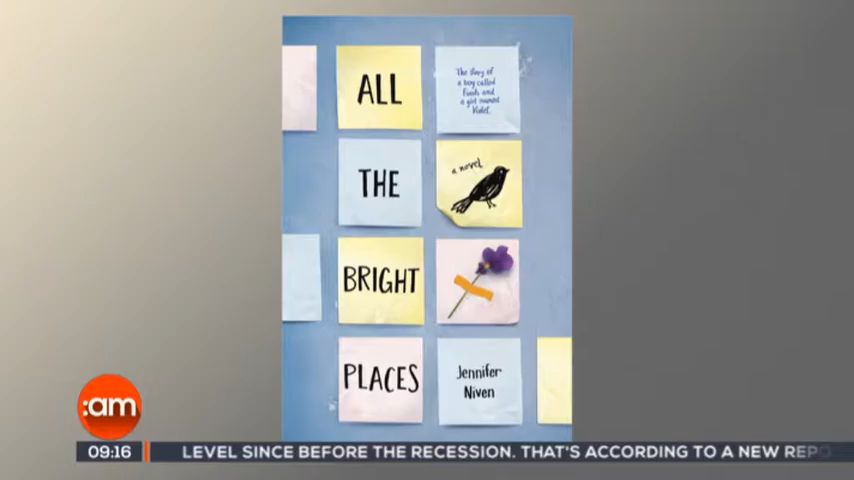 ALL
The story of
a boy called
Finch and
a girl named
Violet.
THE
a novel
BRIGHT
PLACES
Jennifer
Niven
:am
09:16
LEVEL SINCE BEFORE THE RECESSION. THAT'S ACCORDING TO A NEW REPO